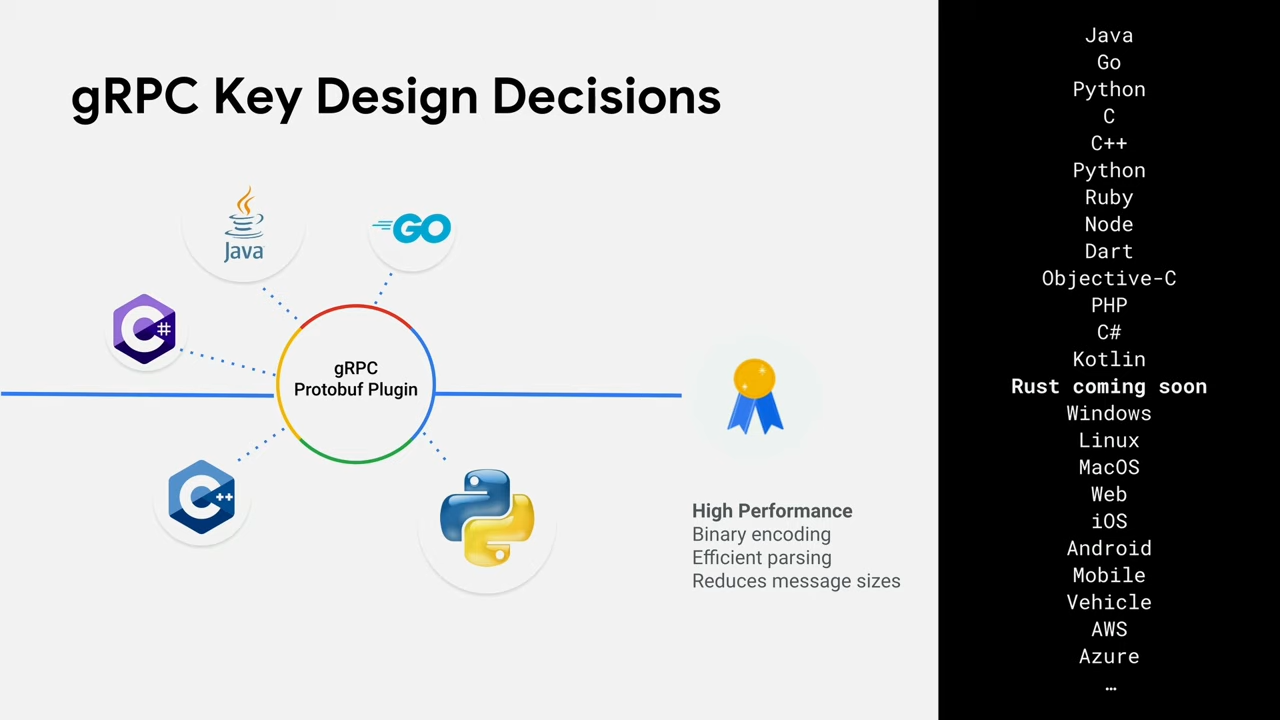 gRPC Key Design Decisions
Java
GO
C#
gRPC
Protobuf Plugin
C++
High Performance
Binary encoding
Efficient parsing
Reduces message sizes
Java
Go
Python
C
C++
Python
Ruby
Node
Dart
Objective-C
PHP
C#
Kotlin
Rust coming soon
Windows
Linux
MacOS
Web
iOS
Android
Mobile
Vehicle
AWS
Azure
…